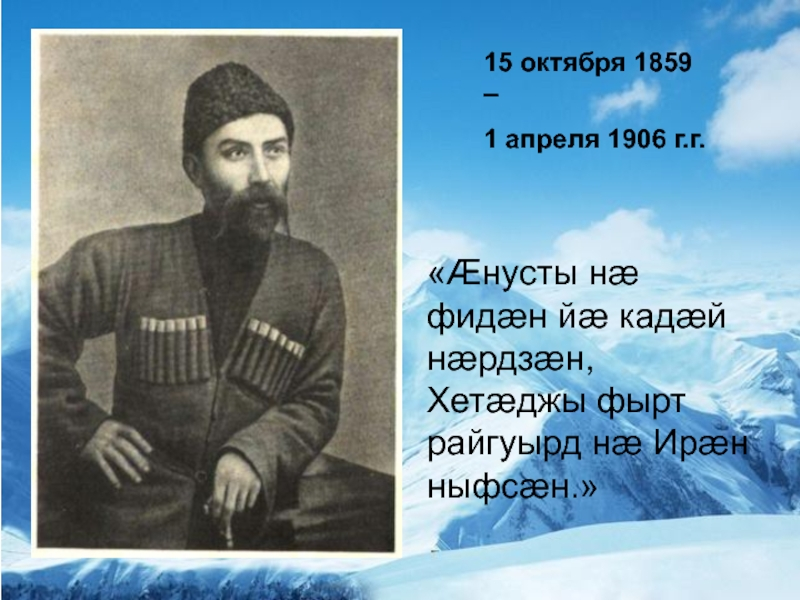 15 октября 1859
–
1 апреля 1906 г.г.
«Æнусты нæ
фидæн йæ кадæй
нæрдзæн,
Хетæджы фырт
райгуырд нæ Ирæн
ныфсæн.»